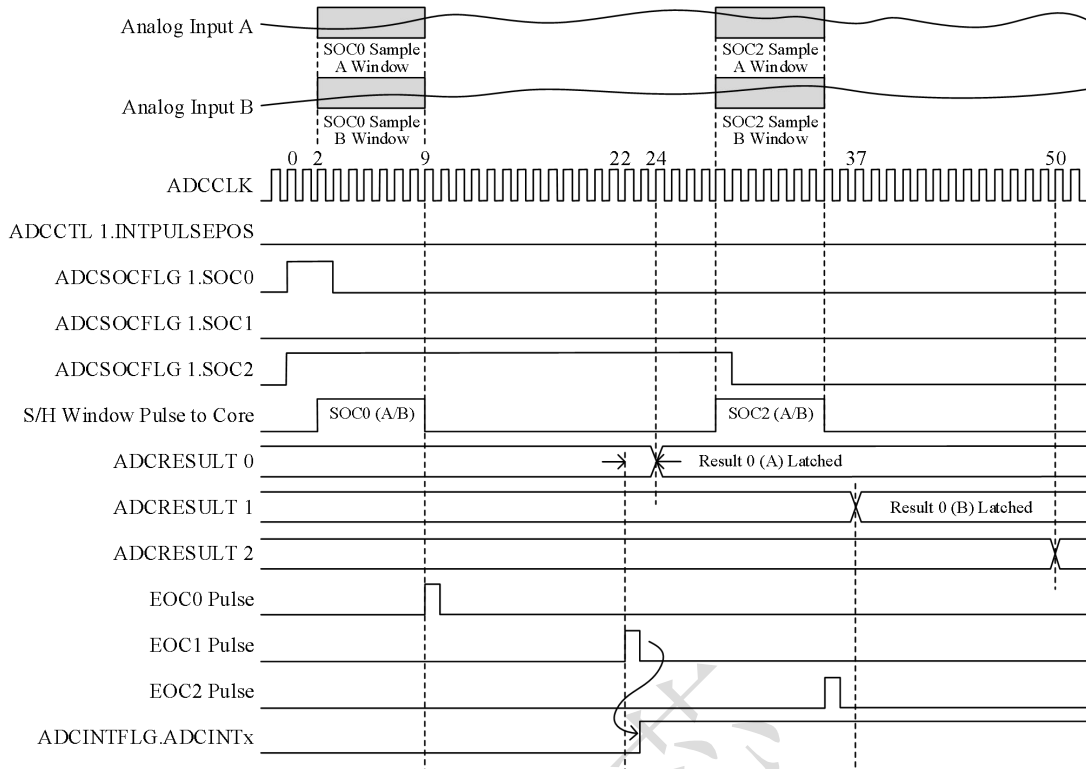 Analog Input A
SOC0 Sample
A Window
SOC2 Sample
A Window
Analog Input B
SOC0 Sample
B Window
SOC2 Sample
B Window
0 2 9 22 24 37 50
ADCCLK
ADCCTL 1.INTPULSEPOS
ADCSOCFLG 1.SOC0
ADCSOCFLG 1.SOC1
ADCSOCFLG 1.SOC2
S/H Window Pulse to Core SOC0 (A/B) SOC2 (A/B)
ADCRESULT 0 Result 0 (A) Latched
ADCRESULT 1 Result 0 (B) Latched
ADCRESULT 2
EOC0 Pulse
EOC1 Pulse
EOC2 Pulse
ADCINTFLG.ADCINTx